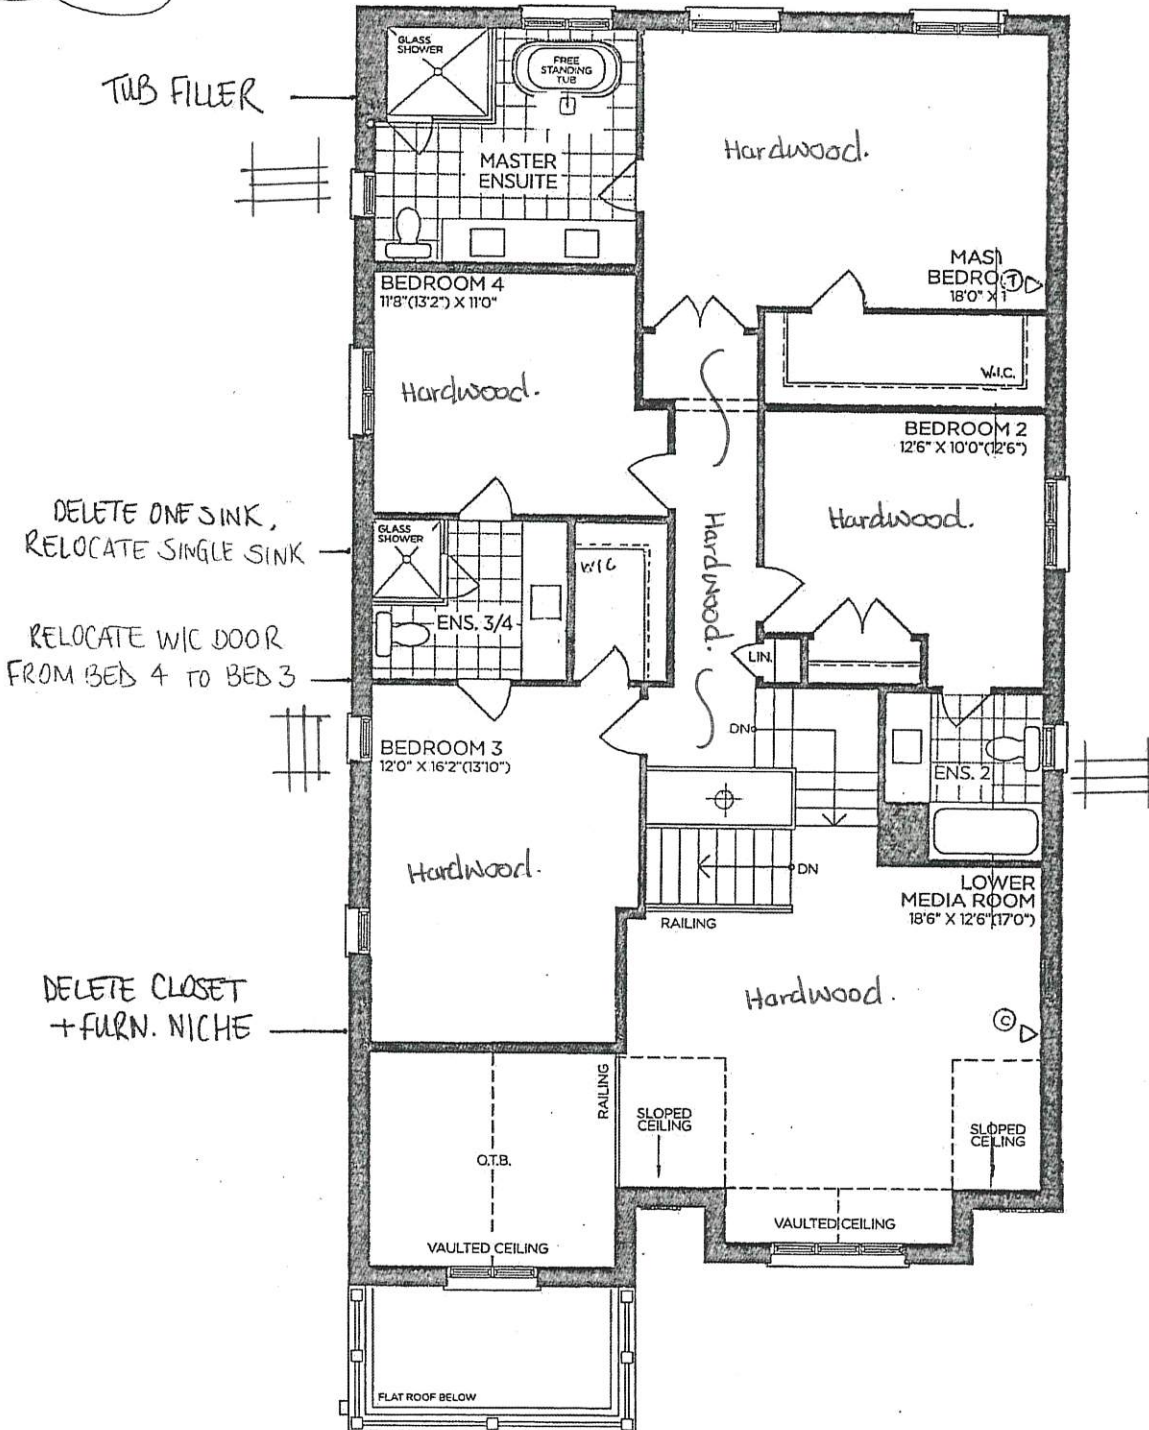 GLASS
SHOWER
FREE
STANDING
TUB
TUB FILLER
Hardwood.
MASTER
ENSUITE
BEDROOM 4
11'8"(13'2") X 11'0"
MAST
BEDRO
T
18'0" X 1
Hardwood.
W.I.C.
BEDROOM 2
12'6" X 10'0"(12'6")
DELETE ONE SINK,
RELOCATE SINGLE SINK
GLASS
SHOWER
W/C
Hardwood.
Hardwood.
ENS. 3/4
RELOCATE W/C DOOR
FROM BED 4 TO BED 3
LIN.
BEDROOM 3
12'0" X 16'2"(13'10")
DN
ENS. 2
Hardwood.
DN
LOWER
MEDIA ROOM
18'6" X 12'6"(17'0")
RAILING
DELETE CLOSET
+ FURN. NICHE
Hardwood.
C
RAILING
SLOPED
CEILING
SLOPED
CEILING
O.T.B.
VAULTED CEILING
VAULTED CEILING
FLAT ROOF BELOW